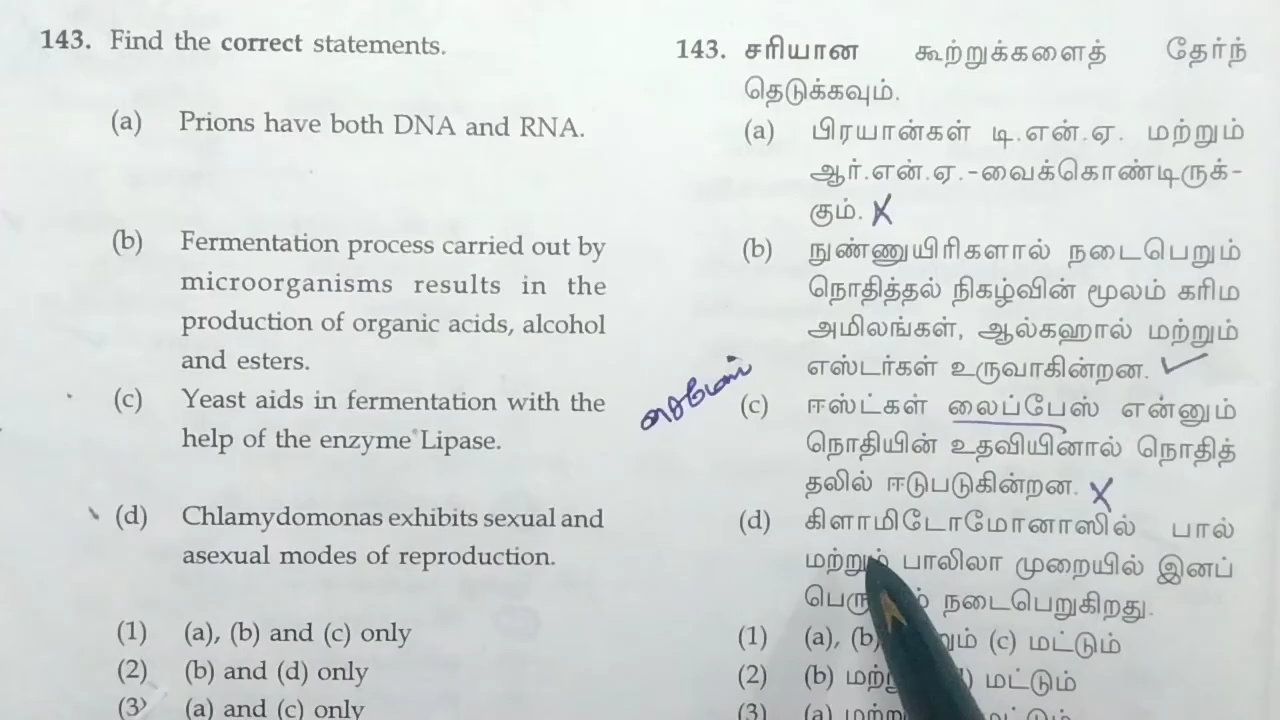 143. Find the correct statements.
(a) Prions have both DNA and RNA.
(b) Fermentation process carried out by
microorganisms results in the
production of organic acids, alcohol
and esters.
(c) Yeast aids in fermentation with the
help of the enzyme Lipase.
(d) Chlamydomonas exhibits sexual and
asexual modes of reproduction.
(1) (a), (b) and (c) only
(2) (b) and (d) only
(3) (a) and (c) only
143. சரியான கூற்றுக்களைத் தேர்ந்
தெடுக்கவும்.
(a) பிரயான்கள் டி.என்.ஏ. மற்றும்
ஆர்.என்.ஏ.-வைக்கொண்டிருக்-
கும்.
(b) நுண்ணுயிரிகளால் நடைபெறும்
நொதித்தல் நிகழ்வின் மூலம் கரிம
அமிலங்கள், ஆல்கஹால் மற்றும்
எஸ்டர்கள் உருவாகின்றன.
(c) ஈஸ்ட்கள் லைப்பேஸ் என்னும்
நொதியின் உதவியினால் நொதித்
தலில் ஈடுபடுகின்றன.
(d) கிளாமிடோமோனாஸில் பால்
மற்றும் பாலிலா முறையில் இனப்
நடைபெறுகிறது.
(1) (a), (b) (c) மட்டும்
(2) (b) மட்டும்
(3) (a)